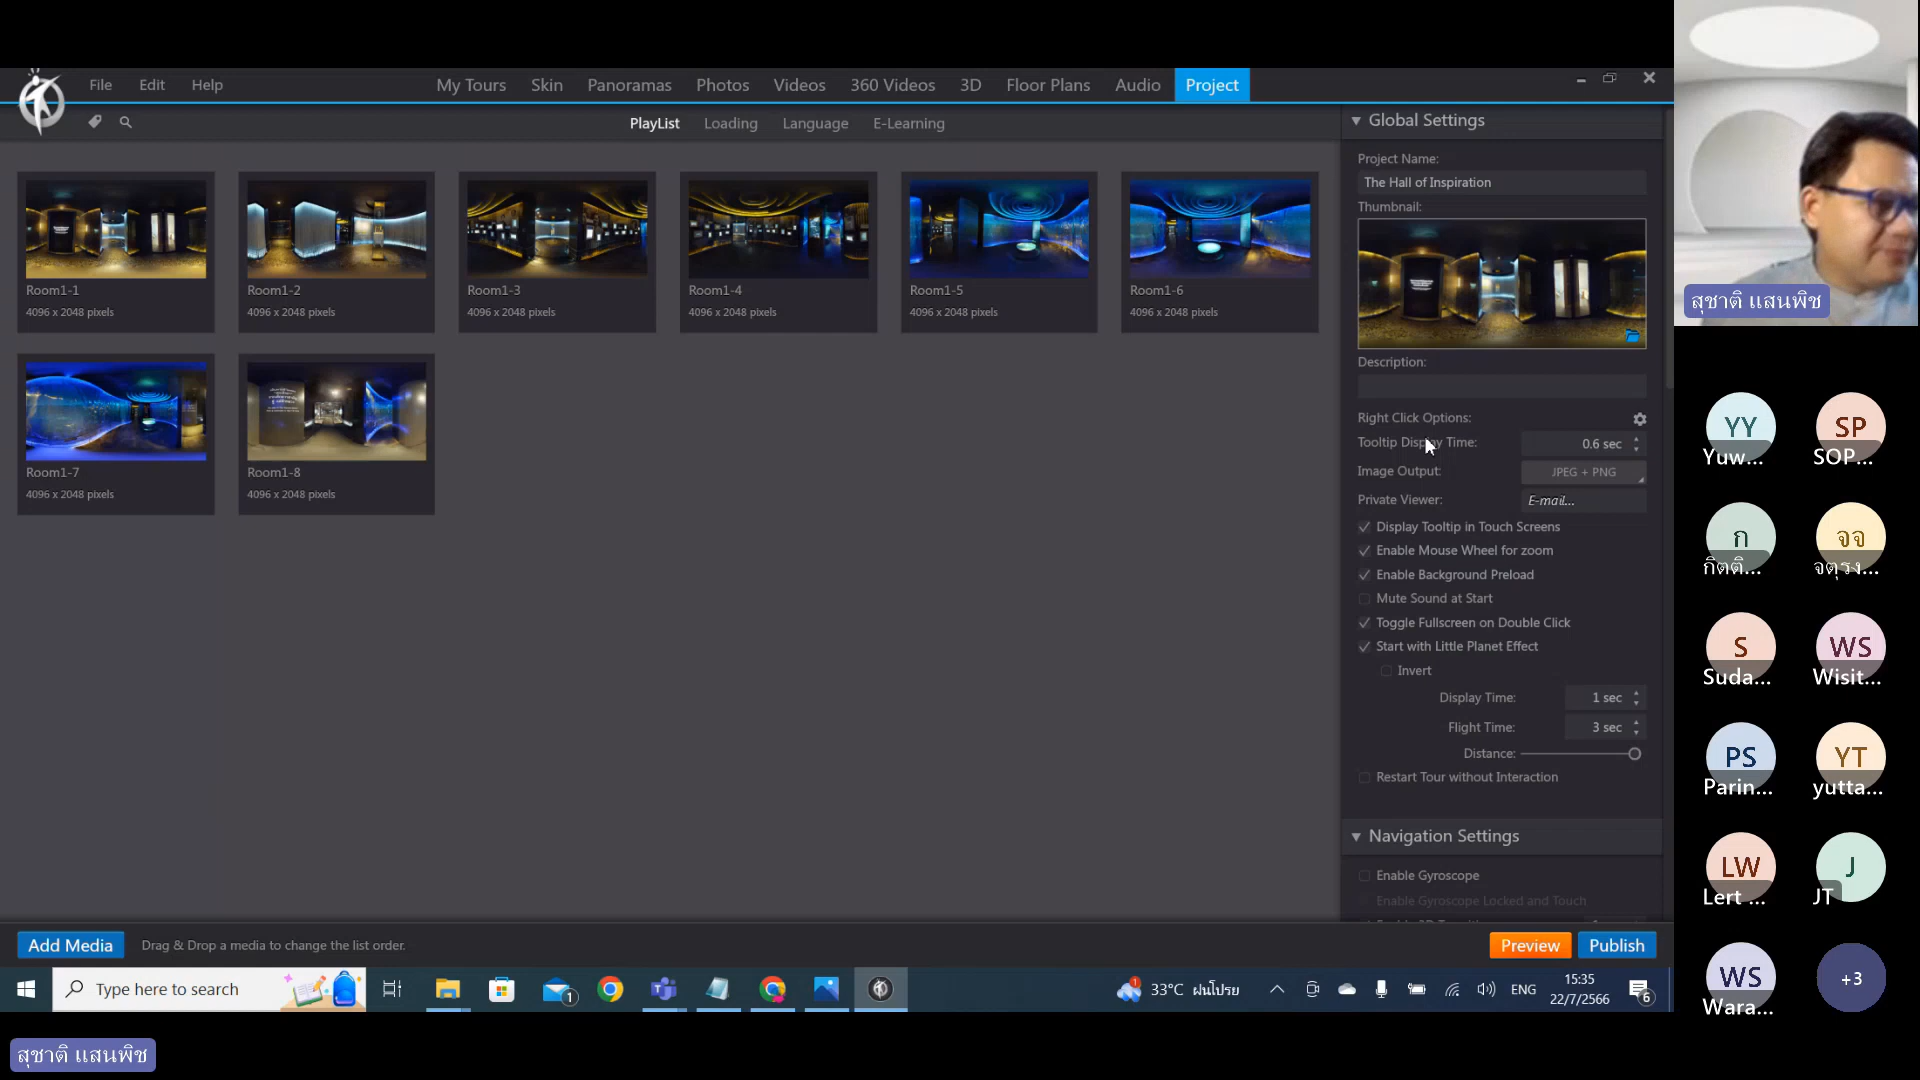 File Edit Help
My Tours Skin Panoramas Photos Videos 360 Videos 3D Floor Plans Audio Project
PlayList Loading Language E-Learning
Room1-1
4096 x 2048 pixels
Room1-2
4096 x 2048 pixels
Room1-3
4096 x 2048 pixels
Room1-4
4096 x 2048 pixels
Room1-5
4096 x 2048 pixels
Room1-6
4096 x 2048 pixels
Room1-7
4096 x 2048 pixels
Room1-8
4096 x 2048 pixels
Global Settings
Project Name:
The Hall of Inspiration
Thumbnail:
Description:
Right Click Options:
Tooltip Display Time: 0.6 sec
Image Output: JPEG + PNG
Private Viewer: E-mail...
Display Tooltip in Touch Screens
Enable Mouse Wheel for zoom
Enable Background Preload
Mute Sound at Start
Toggle Fullscreen on Double Click
Start with Little Planet Effect
Invert
Display Time: 1 sec
Flight Time: 3 sec
Distance:
Restart Tour without Interaction
Navigation Settings
Enable Gyroscope
Enable Gyroscope Locked and Touch
Add Media Drag & Drop a media to change the list order.
Preview Publish
Type here to search
1
1
33°C ฝนโปรย
ENG
15:35
22/7/2566
6
สุชาติ แสนพิช
สุชาติ แสนพิช
YY
Yuw...
SP
SOP...
ก
กิตติ...
จจ
จตุรง...
S
Suda...
WS
Wisit...
PS
Parin...
YT
yutta...
LW
Lert ...
J
JT
WS
Wara...
+3